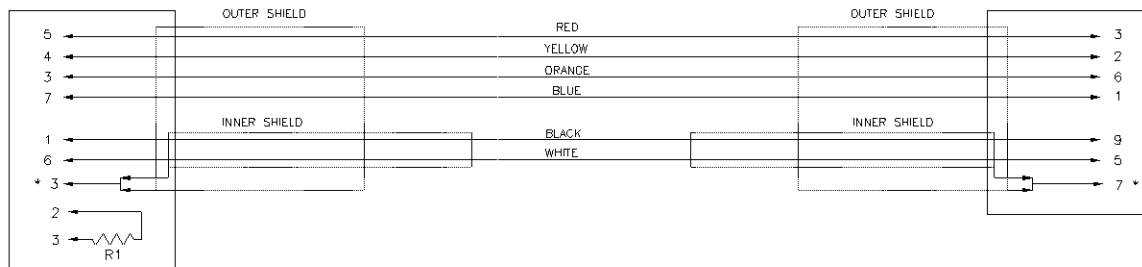 OUTER SHIELD OUTER SHIELD
5 RED 3
4 YELLOW 2
3 ORANGE 6
7 BLUE 1
INNER SHIELD INNER SHIELD
1 BLACK 9
6 WHITE 5
* 3 7 *
2
3
R1